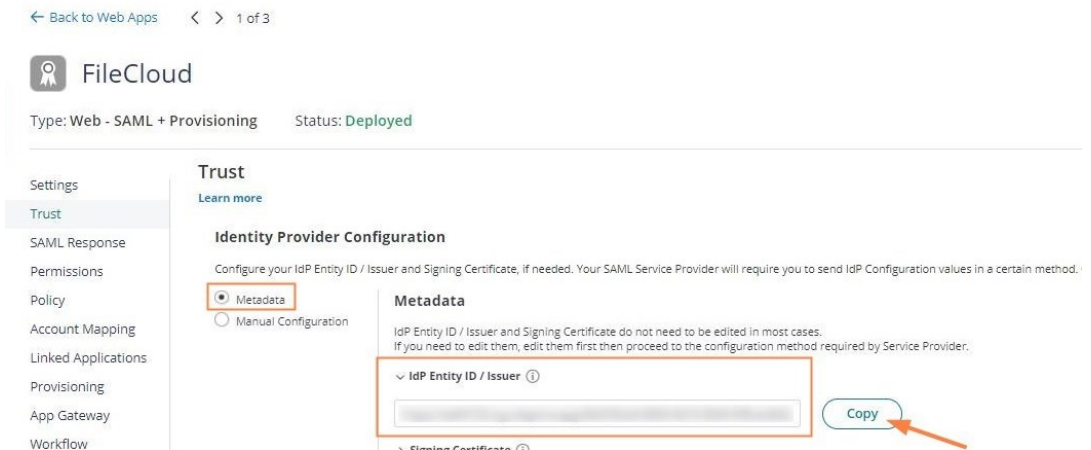 ← Back to Web Apps < > 1 of 3
FileCloud
Type: Web - SAML + Provisioning Status: Deployed
Settings
Trust
SAML Response
Permissions
Policy
Account Mapping
Linked Applications
Provisioning
App Gateway
Workflow
Trust
Learn more
Identity Provider Configuration
Configure your IdP Entity ID / Issuer and Signing Certificate, if needed. Your SAML Service Provider will require you to send IdP Configuration values in a certain method.
Metadata
Manual Configuration
Metadata
IdP Entity ID / Issuer and Signing Certificate do not need to be edited in most cases.
If you need to edit them, edit them first then proceed to the configuration method required by Service Provider.
IdP Entity ID / Issuer
Copy
Signing Certificate